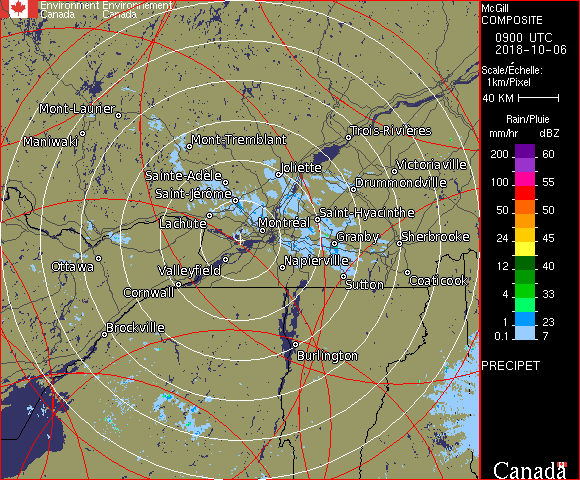 Environment Environnement
Canada Canada
McGill
COMPOSITE
0900 UTC
2018-10-06
Scale/Échelle:
1km/Pixel
40 KM
Rain/Pluie
mm/hr dBZ
200 60
100 55
50 50
24 45
12 40
4 33
1 23
0.1 7
PRECIPET
Canada
Mont-Laurier
Maniwaki
Mont-Tremblant
Trois-Rivières
Joliette
Victoriaville
Sainte-Adèle
Drummondville
Saint-Jérôme
Saint-Hyacinthe
Lachute
Montréal
Granby
Sherbrooke
Ottawa
Valleyfield
Napierville
Cornwall
Sutton
Coaticook
Brockville
Burlington